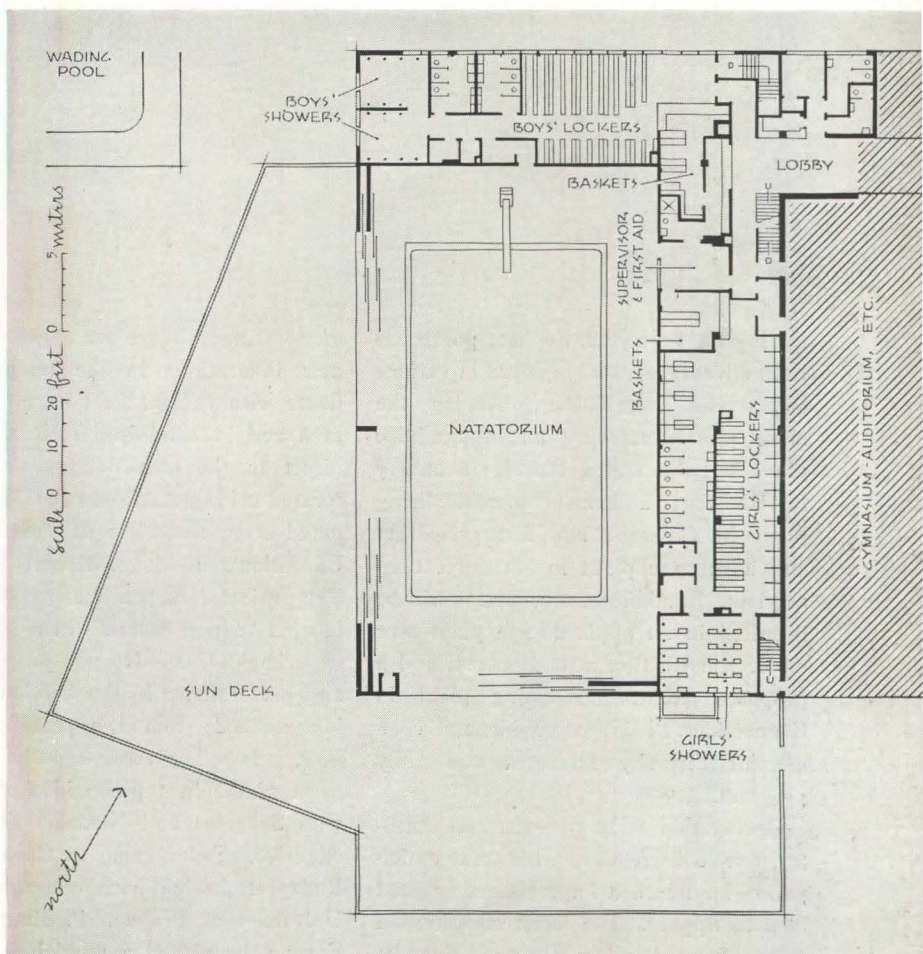 WADING
POOL
BOYS'
SHOWERS
BOYS' LOCKERS
BASKETS
LOBBY
SUPERVISOR
& FIRST AID
BASKETS
NATATORIUM
GIRLS' LOCKERS
GYMNASIUM-AUDITORIUM, ETC.
5 meters
0
20 feet
10
Scale 0
SUN DECK
GIRLS'
SHOWERS
north